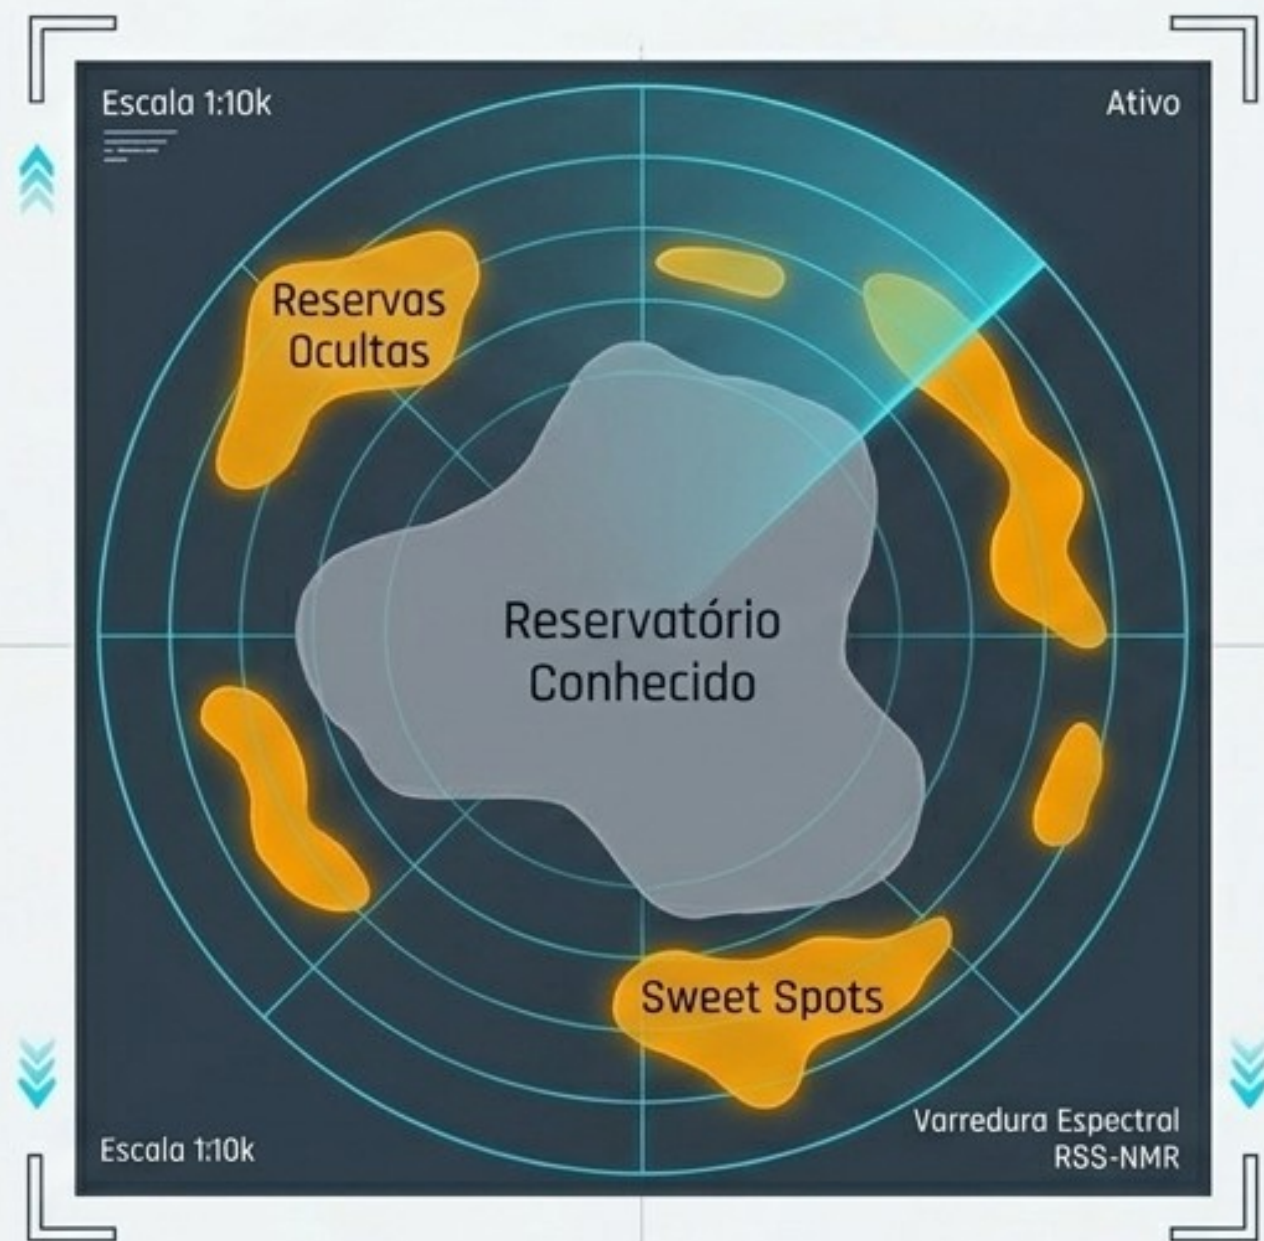 Escala 1:10k
Ativo
Reservas
Ocultas
Reservatório
Conhecido
Sweet Spots
Varredura Espectral
RSS-NMR
Escala 1:10k